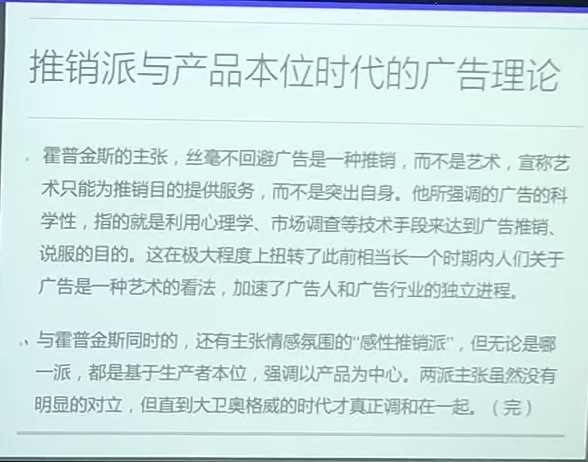 推销派与产品本位时代的广告理论
霍普金斯的主张，丝毫不回避广告是一种推销，而不是艺术，宣称艺
术只能为推销目的提供服务，而不是突出自身。他所强调的广告的科
学性，指的就是利用心理学、市场调查等技术手段来达到广告推销、
说服的目的。这在极大程度上扭转了此前相当长一个时期内人们关于
广告是一种艺术的看法，加速了广告人和广告行业的独立进程。
与霍普金斯同时的，还有主张情感氛围的“感性推销派”，但无论是哪
一派，都是基于生产者本位，强调以产品为中心。两派主张虽然没有
明显的对立，但直到大卫奥格威的时代才真正调和在一起。（完）